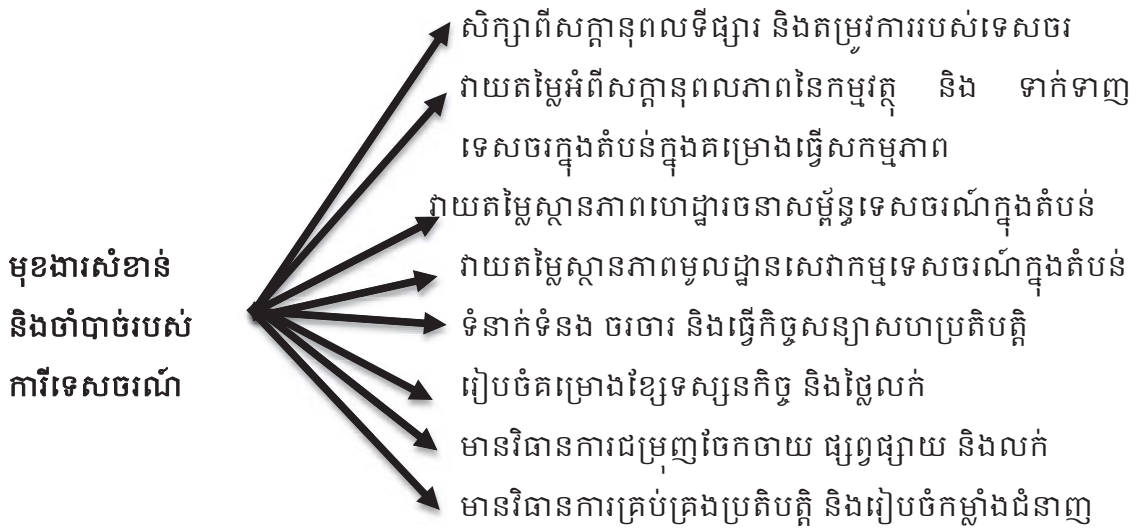 សិក្សាពីសក្តានុពលទីផ្សារ និងតម្រូវការរបស់ទេសចរ
វាយតម្លៃអំពីសក្តានុពលភាពនៃកម្មវត្ថុ និង ទាក់ទាញ
ទេសចរក្នុងតំបន់ក្នុងគម្រោងធ្វើសកម្មភាព
វាយតម្លៃស្ថានភាពហេដ្ឋារចនាសម្ព័ន្ធទេសចរណ៍ក្នុងតំបន់
មុខងារសំខាន់
និងចាំបាច់របស់
ការីទេសចរណ៍
វាយតម្លៃស្ថានភាពមូលដ្ឋានសេវាកម្មទេសចរណ៍ក្នុងតំបន់
ទំនាក់ទំនង ចរចារ និងធ្វើកិច្ចសន្យាសហប្រតិបត្តិ
រៀបចំគម្រោងខ្សែទស្សនកិច្ច និងថ្លៃលក់
មានវិធានការជម្រុញចែកចាយ ផ្សព្វផ្សាយ និងលក់
មានវិធានការគ្រប់គ្រងប្រតិបត្តិ និងរៀបចំកម្លាំងជំនាញ